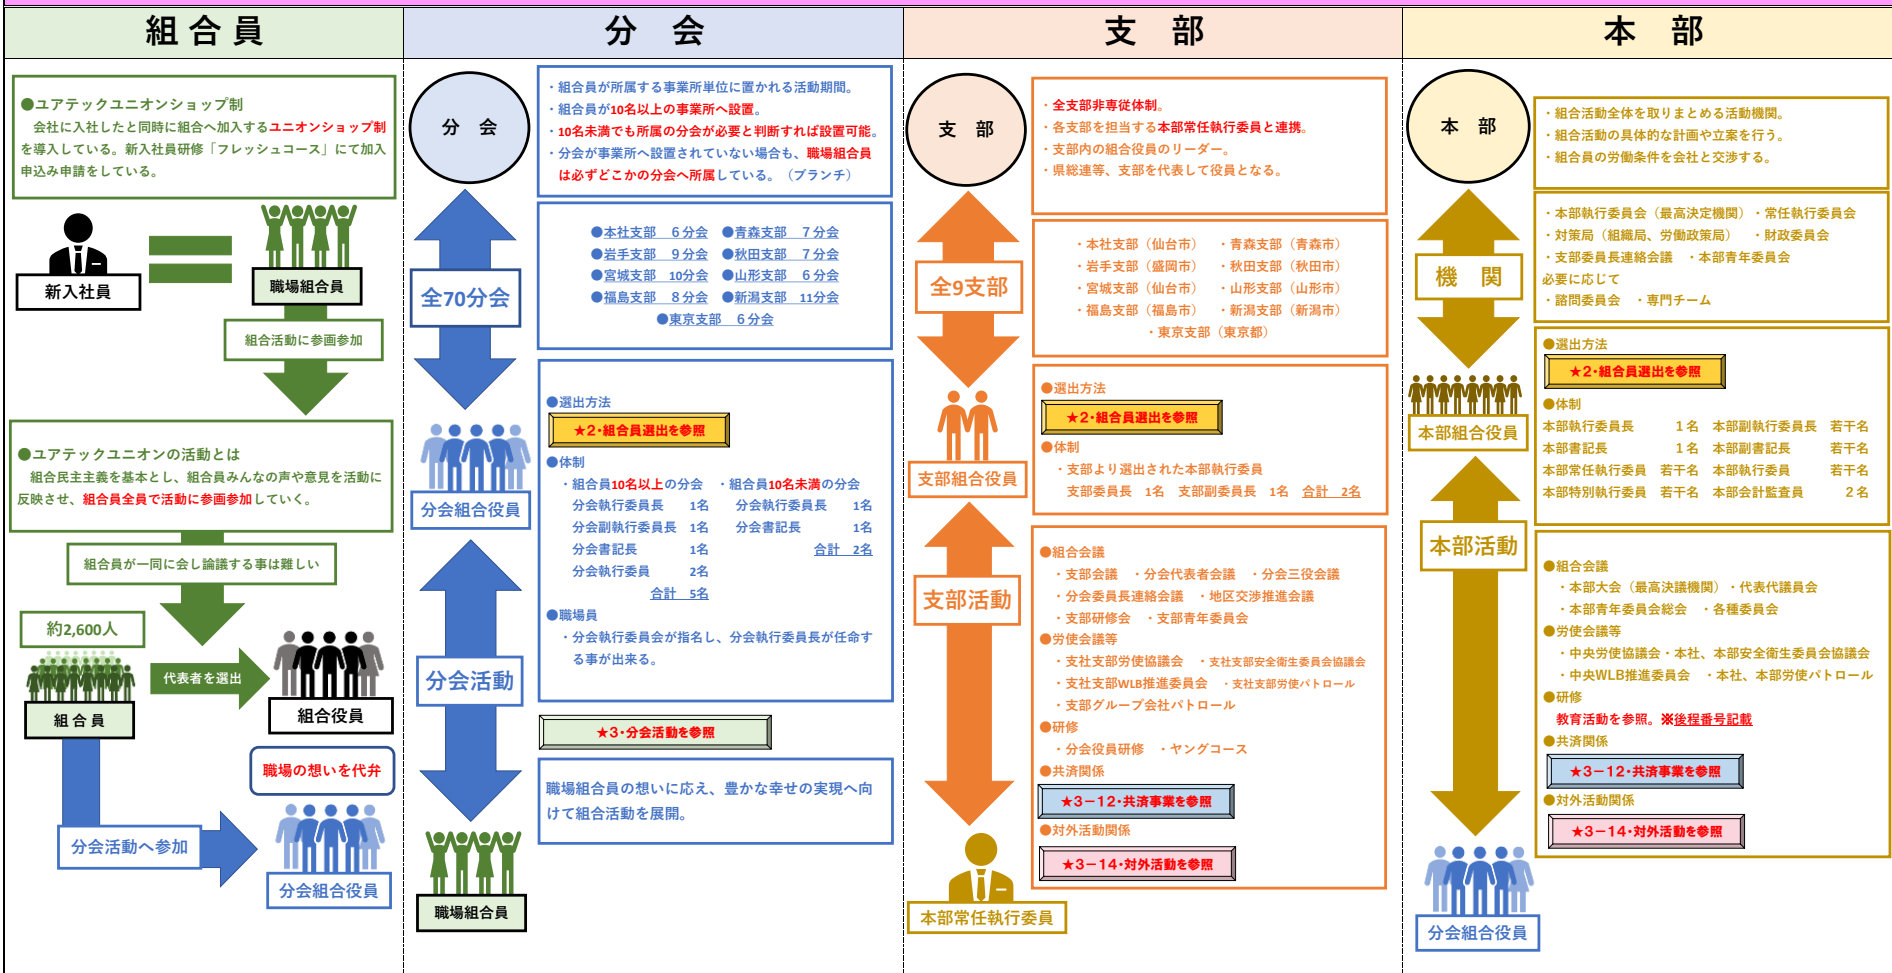 組合員
●ユアテックユニオンショップ制
会社に入社したと同時に組合へ加入するユニオンショップ制
を導入している。新入社員研修「フレッシュコース」にて加入
申込み申請をしている。
新入社員
職場組合員
組合活動に参画参加
●ユアテックユニオンの活動とは
組合民主主義を基本とし、組合員みんなの声や意見を活動に
反映させ、組合員全員で活動に参画参加していく。
組合員が一同に会し論議する事は難しい
約2,600人
代表者を選出
組合員
組合役員
職場の想いを代弁
分会活動へ参加
分会組合役員
分　会
分　会
・組合員が所属する事業所単位に置かれる活動期間。
・組合員が10名以上の事業所へ設置。
・10名未満でも所属の分会が必要と判断すれば設置可能。
・分会が事業所へ設置されていない場合も、職場組合員
は必ずどこかの分会へ所属している。（ブランチ）
全70分会
●本社支部　６分会　●青森支部　７分会
●岩手支部　９分会　●秋田支部　７分会
●宮城支部　10分会　●山形支部　６分会
●福島支部　８分会　●新潟支部　11分会
●東京支部　６分会
分会組合役員
●選出方法
★2・組合員選出を参照
●体制
・組合員10名以上の分会　・組合員10名未満の分会
分会執行委員長　1名　分会執行委員長　1名
分会副執行委員長　1名　分会書記長　1名
分会書記長　1名　合計　2名
分会執行委員　2名
合計　5名
●職場員
・分会執行委員会が指名し、分会執行委員長が任命す
る事が出来る。
分会活動
★3・分会活動を参照
職場組合員の想いに応え、豊かな幸せの実現へ向
けて組合活動を展開。
職場組合員
支　部
支　部
・全支部非専従体制。
・各支部を担当する本部常任執行委員と連携。
・支部内の組合役員のリーダー。
・県総連等、支部を代表して役員となる。
全9支部
・本社支部（仙台市）　・青森支部（青森市）
・岩手支部（盛岡市）　・秋田支部（秋田市）
・宮城支部（仙台市）　・山形支部（山形市）
・福島支部（福島市）　・新潟支部（新潟市）
・東京支部（東京都）
支部組合役員
●選出方法
★2・組合員選出を参照
●体制
・支部より選出された本部執行委員
支部委員長　1名　支部副委員長　1名　合計　2名
支部活動
●組合会議
・支部会議　・分会代表者会議　・分会三役会議
・分会委員長連絡会議　・地区交渉推進会議
・支部研修会　・支部青年委員会
●労使会議等
・支社支部労使協議会　・支社支部安全衛生委員会協議会
・支社支部WLB推進委員会　・支社支部労使パトロール
・支部グループ会社パトロール
●研修
・分会役員研修　・ヤングコース
●共済関係
★3－12・共済事業を参照
●対外活動関係
★3－14・対外活動を参照
本部常任執行委員
本　部
本　部
・組合活動全体を取りまとめる活動機関。
・組合活動の具体的な計画や立案を行う。
・組合員の労働条件を会社と交渉する。
機　関
・本部執行委員会（最高決定機関）・常任執行委員会
・対策局（組織局、労働政策局）　・財政委員会
・支部委員長連絡会議　・本部青年委員会
必要に応じて
・諮問委員会　・専門チーム
本部組合役員
●選出方法
★2・組合員選出を参照
●体制
本部執行委員長　１名　本部副執行委員長　若干名
本部書記長　１名　本部副書記長　若干名
本部常任執行委員　若干名　本部執行委員　若干名
本部特別執行委員　若干名　本部会計監査員　２名
本部活動
●組合会議
・本部大会（最高決議機関）・代表代議員会
・本部青年委員会総会　・各種委員会
●労使会議等
・中央労使協議会・本社、本部安全衛生委員会協議会
・中央WLB推進委員会　・本社、本部労使パトロール
●研修
教育活動を参照。※後程番号記載
●共済関係
★3－12・共済事業を参照
●対外活動関係
★3－14・対外活動を参照
分会組合役員